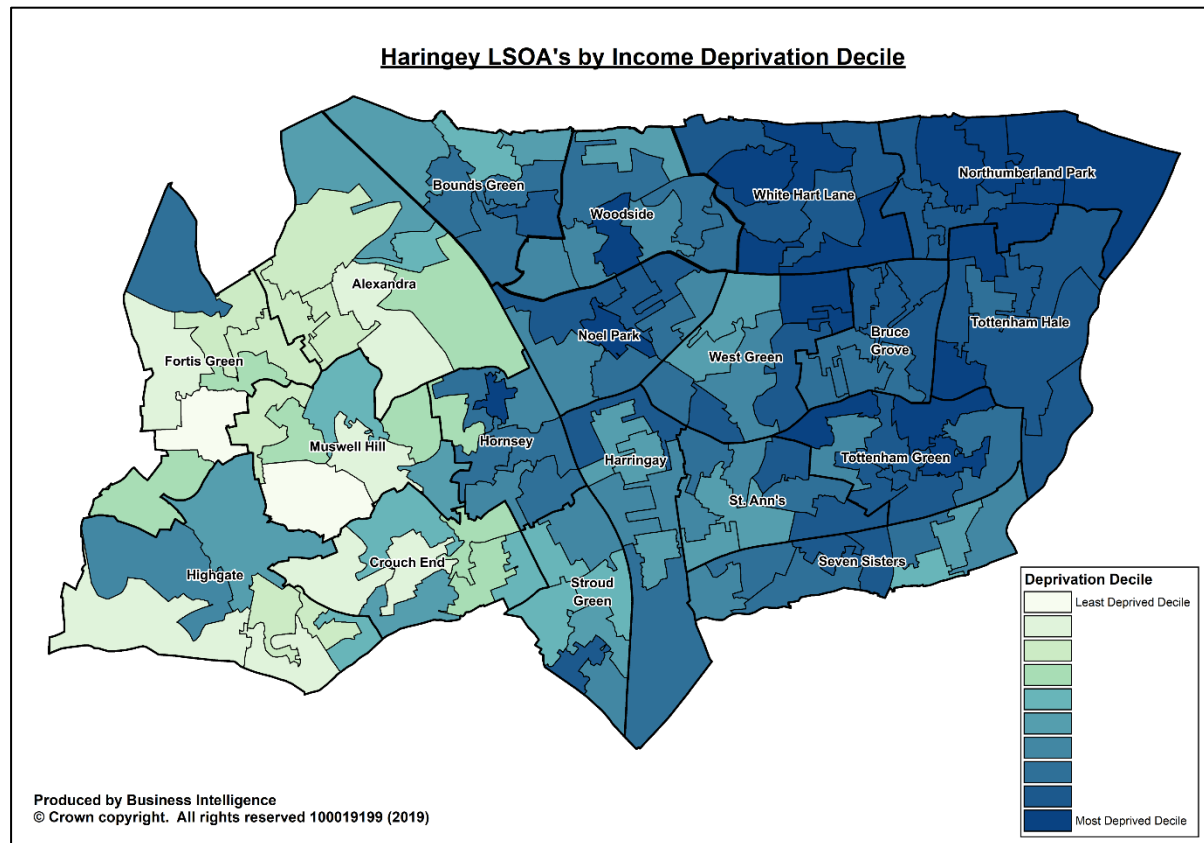 Haringey LSOA's by Income Deprivation Decile
Bounds Green
Woodside
White Hart Lane
Northumberland Park
Alexandra
Noel Park
West Green
Bruce
Grove
Tottenham Hale
Fortis Green
Muswell Hill
Hornsey
Harringay
Tottenham Green
St. Ann's
Highgate
Crouch End
Stroud
Green
Seven Sisters
Deprivation Decile
Least Deprived Decile
Most Deprived Decile
Produced by Business Intelligence
© Crown copyright.  All rights reserved 100019199 (2019)